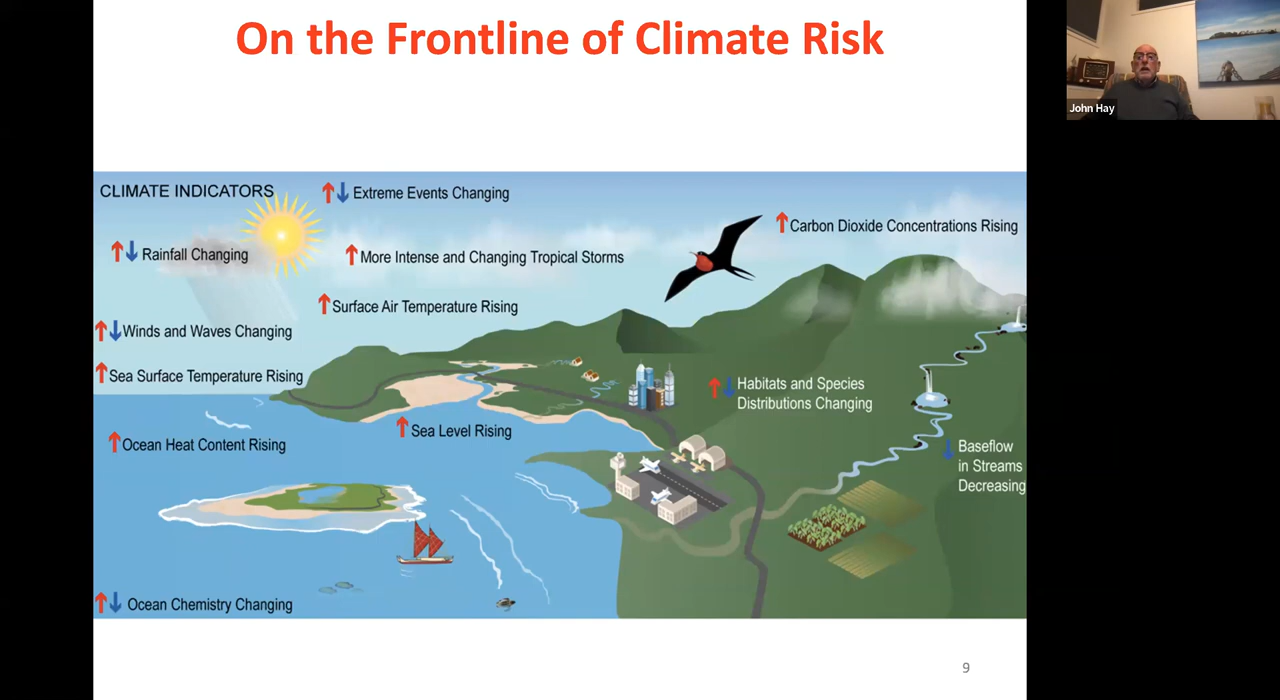 On the Frontline of Climate Risk
John Hay
CLIMATE INDICATORS
Extreme Events Changing
Carbon Dioxide Concentrations Rising
Rainfall Changing
More Intense and Changing Tropical Storms
Surface Air Temperature Rising
Winds and Waves Changing
Sea Surface Temperature Rising
Habitats and Species
Distributions Changing
Sea Level Rising
Ocean Heat Content Rising
Baseflow
in Streams
Decreasing
Ocean Chemistry Changing
9